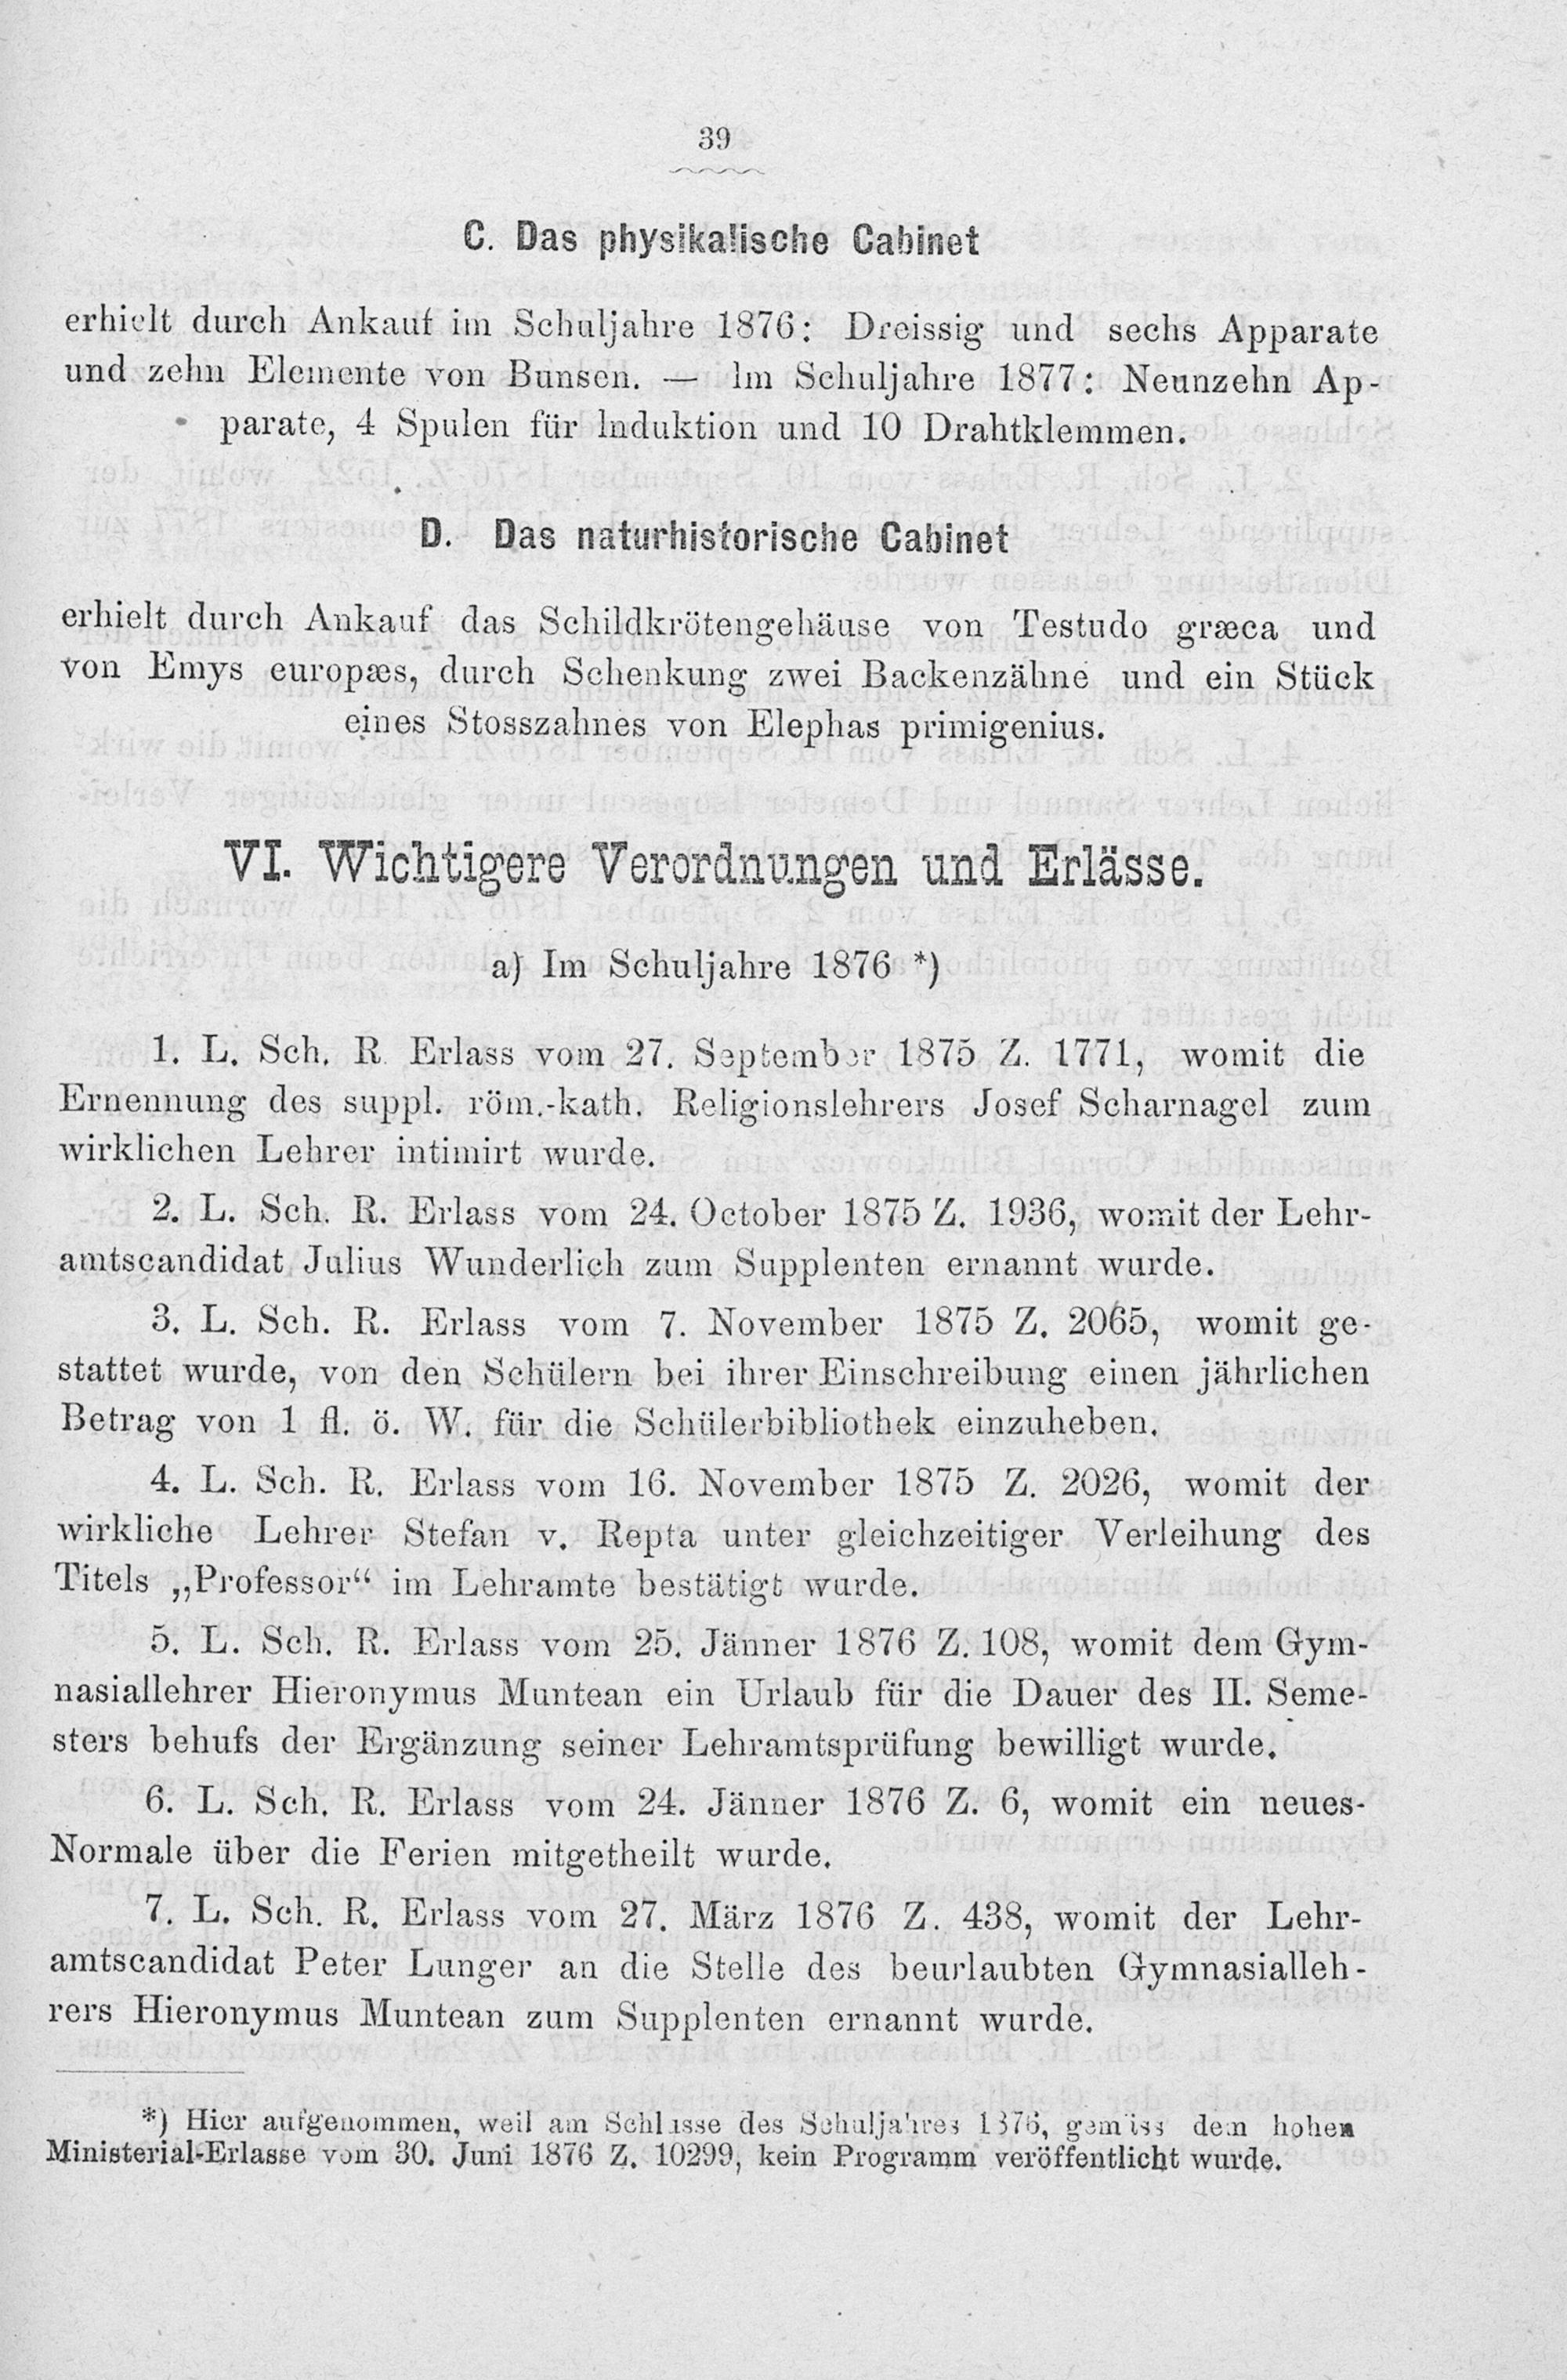 39
C. Das physikalische Cabinet
erhielt durch Ankauf im Schuljahre 1876: Dreissig und sechs Apparate
und zehn Elemente von Bunsen. — Im Schuljahre 1877: Neunzehn Ap-
parate, 4 Spulen für Induktion und 10 Drahtklemmen.
D. Das naturhistorische Cabinet
erhielt durch Ankauf das Schildkrötengehäuse von Testudo græca und
von Emys europæs, durch Schenkung zwei Backenzähne und ein Stück
eines Stosszahnes von Elephas primigenius.
VI. Wichtigere Verordnungen und Erlässe.
a) Im Schuljahre 1876 *)
1. L. Sch. R. Erlass vom 27. September 1875 Z. 1771, womit die
Ernennung des suppl. röm.-kath. Religionslehrers Josef Scharnagel zum
wirklichen Lehrer intimirt wurde.
2. L. Sch. R. Erlass vom 24. October 1875 Z. 1936, womit der Lehr-
amtscandidat Julius Wunderlich zum Supplenten ernannt wurde.
3. L. Sch. R. Erlass vom 7. November 1875 Z. 2065, womit ge-
stattet wurde, von den Schülern bei ihrer Einschreibung einen jährlichen
Betrag von 1 fl. ö. W. für die Schülerbibliothek einzuheben.
4. L. Sch. R. Erlass vom 16. November 1875 Z. 2026, womit der
wirkliche Lehrer Stefan v. Repta unter gleichzeitiger Verleihung des
Titels „Professor“ im Lehramte bestätigt wurde.
5. L. Sch. R. Erlass vom 25. Jänner 1876 Z. 108, womit dem Gym-
nasiallehrer Hieronymus Muntean ein Urlaub für die Dauer des II. Seme-
sters behufs der Ergänzung seiner Lehramtsprüfung bewilligt wurde.
6. L. Sch. R. Erlass vom 24. Jänner 1876 Z. 6, womit ein neues-
Normale über die Ferien mitgetheilt wurde.
7. L. Sch. R. Erlass vom 27. März 1876 Z. 438, womit der Lehr-
amtscandidat Peter Lunger an die Stelle des beurlaubten Gymnasialleh-
rers Hieronymus Muntean zum Supplenten ernannt wurde.
*) Hier aufgenommen, weil am Schlusse des Schuljahres 1876, gemäss dem hohen
Ministerial-Erlasse vom 30. Juni 1876 Z. 10299, kein Programm veröffentlicht wurde.